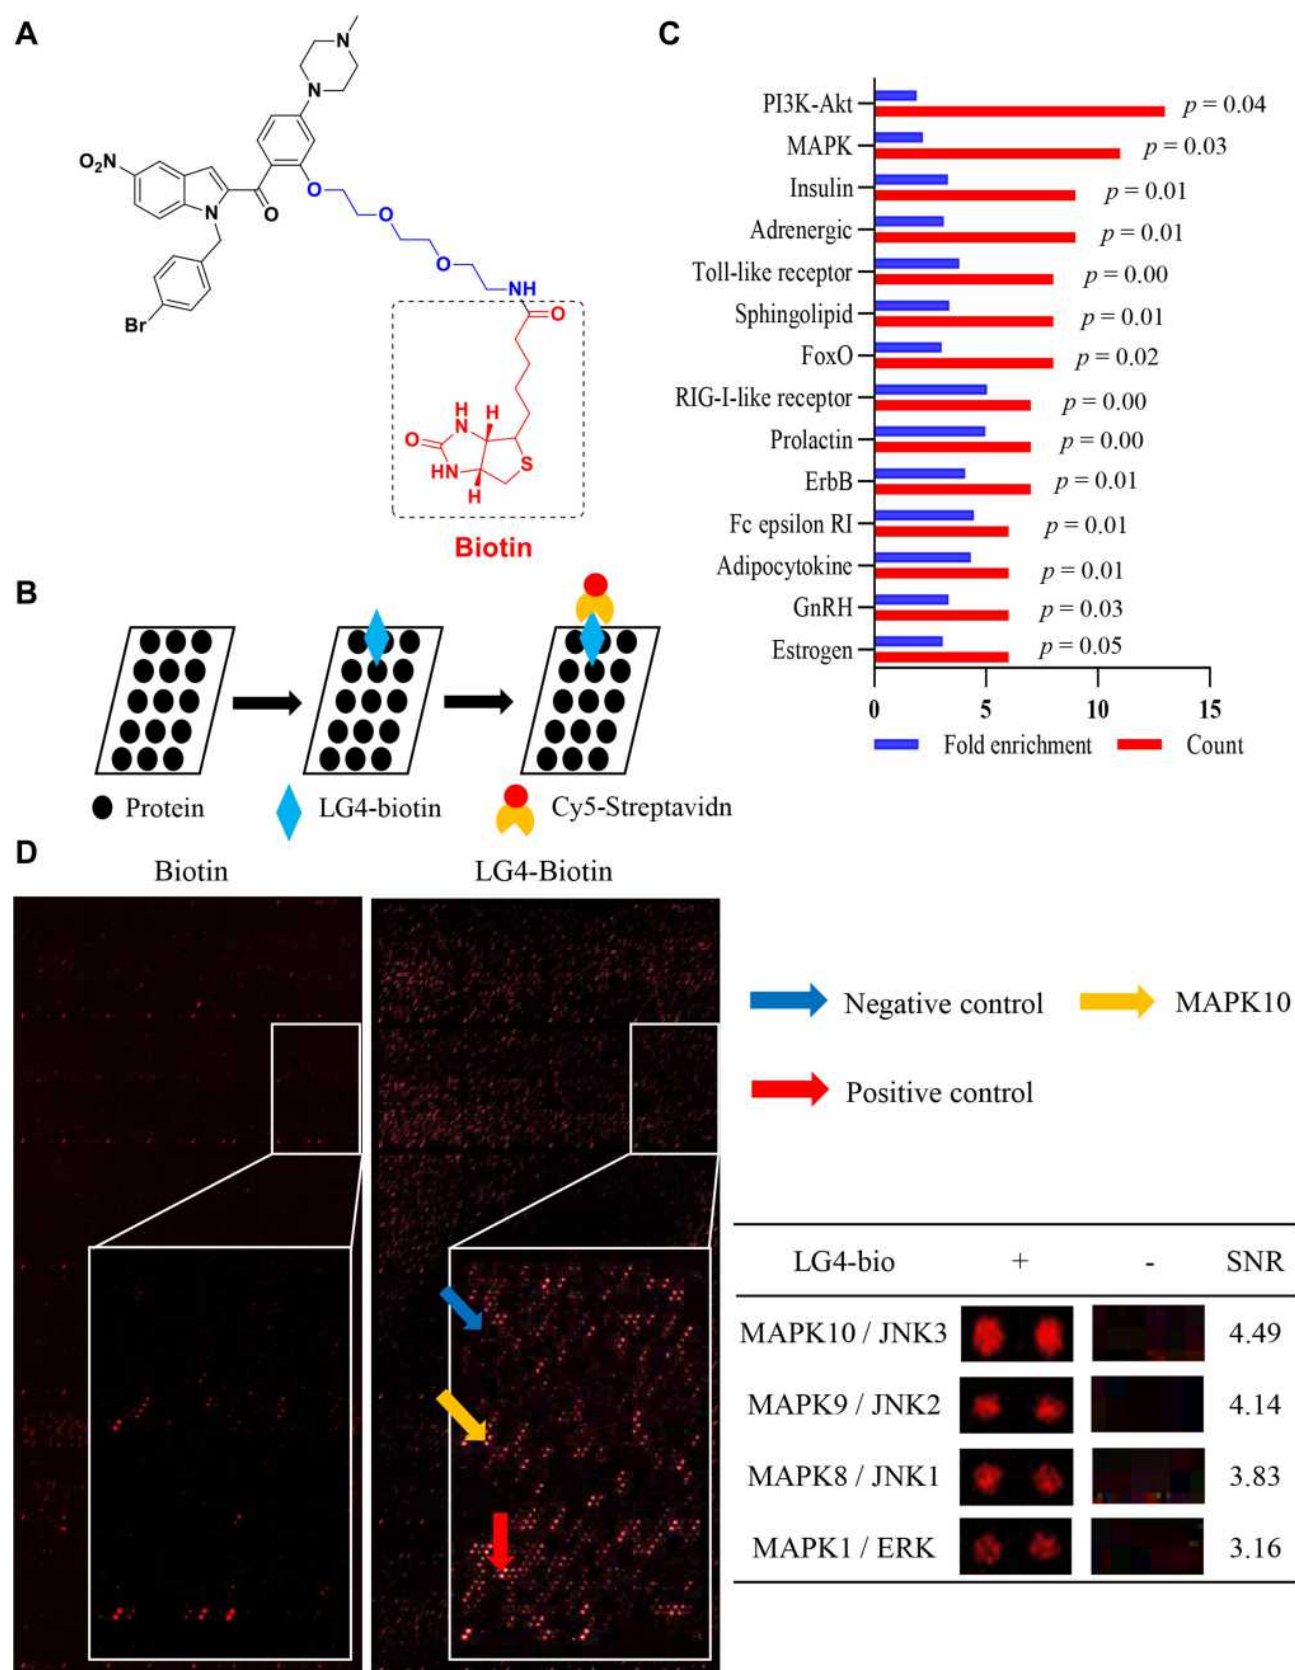 A
N
N
O₂N
N
O
O
O
O
NH
Br
O
H
N
H
O
HN
S
H
Biotin
B
Protein
LG4-biotin
Cy5-Streptavidn
C
PI3K-Akt
p = 0.04
MAPK
p = 0.03
Insulin
p = 0.01
Adrenergic
p = 0.01
Toll-like receptor
p = 0.00
Sphingolipid
p = 0.01
FoxO
p = 0.02
RIG-I-like receptor
p = 0.00
Prolactin
p = 0.00
ErbB
p = 0.01
Fc epsilon RI
p = 0.01
Adipocytokine
p = 0.01
GnRH
p = 0.03
Estrogen
p = 0.05
0 5 10 15
Fold enrichment Count
D
Biotin
LG4-Biotin
Negative control
MAPK10
Positive control
LG4-bio + - SNR
MAPK10 / JNK3 4.49
MAPK9 / JNK2 4.14
MAPK8 / JNK1 3.83
MAPK1 / ERK 3.16